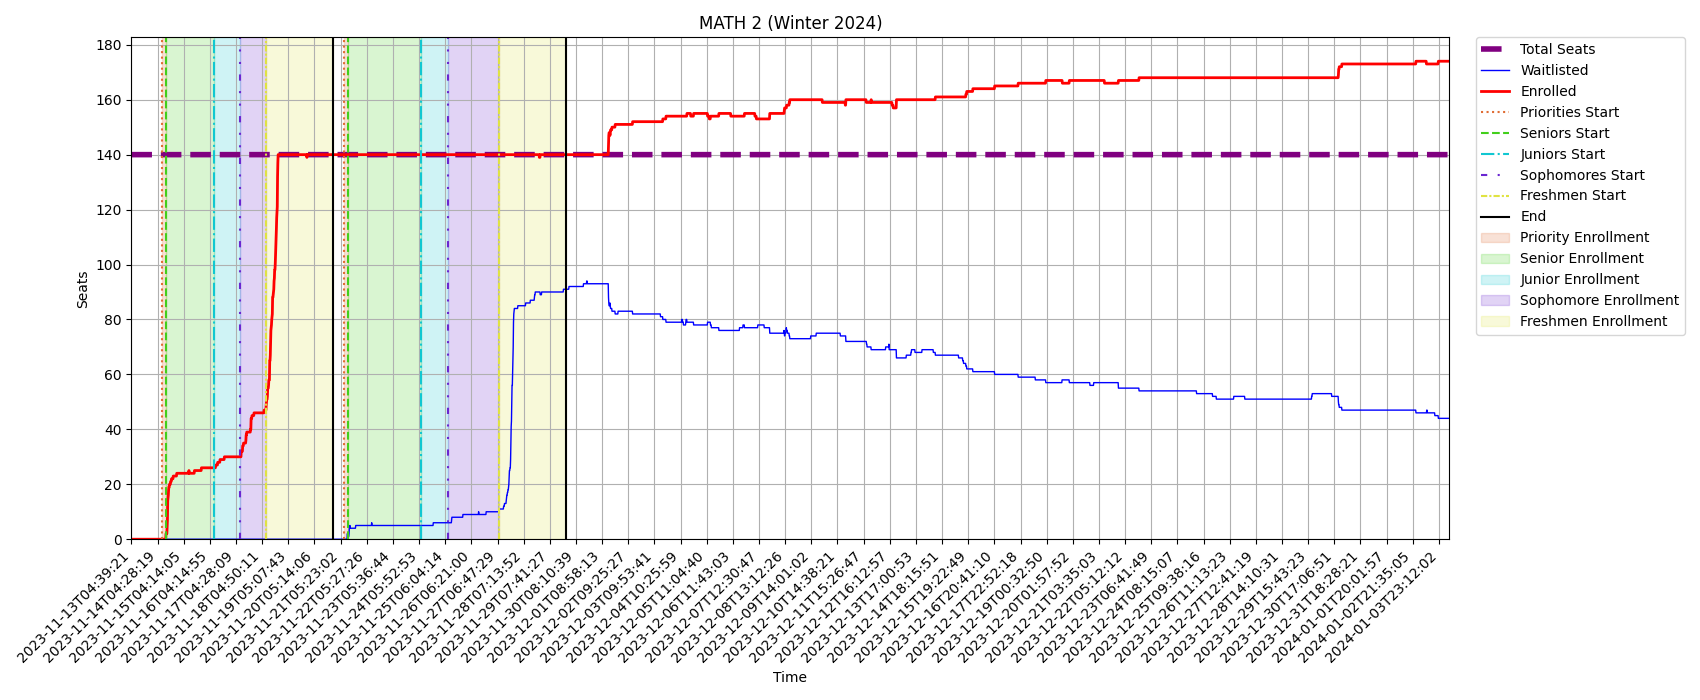 MATH 2 (Winter 2024)
Seats
180
160
140
120
100
80
60
40
20
0
2023-11-13T04:39:21
2023-11-14T04:28:19
2023-11-15T04:14:05
2023-11-16T04:14:55
2023-11-17T04:28:09
2023-11-18T04:50:11
2023-11-19T05:07:43
2023-11-20T05:14:06
2023-11-21T05:23:02
2023-11-22T05:27:26
2023-11-23T05:36:44
2023-11-24T05:52:53
2023-11-26T06:04:14
2023-11-26T06:21:00
2023-11-27T06:47:29
2023-11-28T07:13:52
2023-11-29T07:41:27
2023-11-30T08:10:39
2023-12-01T08:58:13
2023-12-02T09:25:27
2023-12-03T09:53:41
2023-12-04T10:25:59
2023-12-05T11:04:40
2023-12-06T11:43:03
2023-12-07T12:30:47
2023-12-08T13:12:26
2023-12-09T14:01:02
2023-12-10T14:38:21
2023-12-11T15:26:47
2023-12-12T16:12:57
2023-12-13T17:00:53
2023-12-14T18:15:51
2023-12-15T19:22:49
2023-12-16T20:41:10
2023-12-17T22:52:18
2023-12-19T00:32:50
2023-12-20T01:57:52
2023-12-21T03:35:03
2023-12-22T05:12:12
2023-12-23T06:41:49
2023-12-24T08:15:07
2023-12-25T09:38:16
2023-12-26T11:13:23
2023-12-27T12:41:19
2023-12-28T14:10:31
2023-12-29T15:43:23
2023-12-30T17:06:51
2023-12-31T18:28:21
2024-01-01T20:01:57
2024-01-02T21:35:05
2024-01-03T23:12:02
Time
Total Seats
Waitlisted
Enrolled
Priorities Start
Seniors Start
Juniors Start
Sophomores Start
Freshmen Start
End
Priority Enrollment
Senior Enrollment
Junior Enrollment
Sophomore Enrollment
Freshmen Enrollment